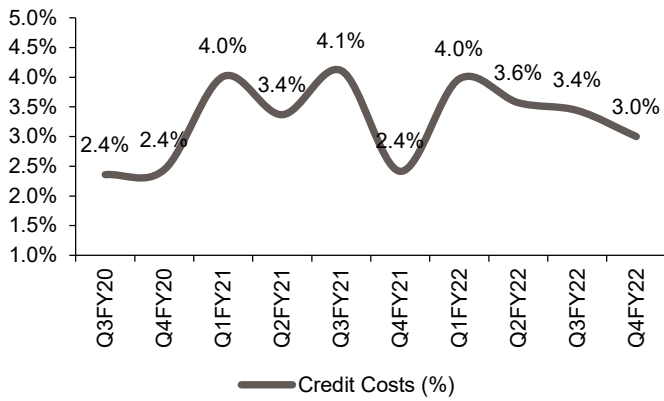 5.0%
4.5%
4.0%
3.5%
3.0%
2.5%
2.0%
1.5%
1.0%
2.4%
2.4%
4.0%
3.4%
4.1%
2.4%
4.0%
3.6%
3.4%
3.0%
Q3FY20
Q4FY20
Q1FY21
Q2FY21
Q3FY21
Q4FY21
Q1FY22
Q2FY22
Q3FY22
Q4FY22
Credit Costs (%)